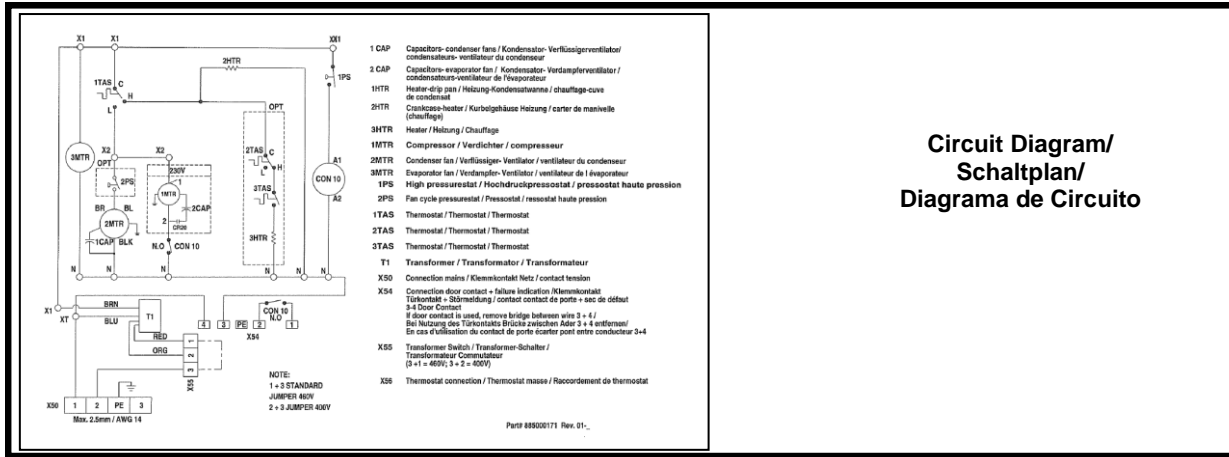 X1
X1
XX1
2HTR
1PS
1TAS
C
H
L
OPT
X2
X2
OPT
230V
1
3MTR
2PS
1MTR
2CAP
2
CR20
BR
BL
2MTR
1CAP
BLK
N.O
CON 10
2TAS
C
H
L
3TAS
3HTR
A1
CON 10
A2
N
N
N
N
N
N
BRN
X1
XT
BLU
T1
RED
ORG
1
2
3
X55
4
3
PE
2
1
CON 10
N.O
X54
X50
1
2
PE
3
Max. 2.5mm / AWG 14
NOTE:
1 + 3 STANDARD
JUMPER 460V
2 + 3 JUMPER 400V
1 CAP Capacitors- condenser fans / Kondensator- Verflüssigerventilator/
condensateurs- ventilateur du condenseur
2 CAP Capacitors- evaporator fan / Kondensator- Verdampferventilator /
condensateurs-ventilateur de l'évaporateur
1HTR Heater-drip pan / Heizung-Kondensatwanne / chauffage-cuve
de condensat
2HTR Crankcase-heater / Kurbelgehäuse Heizung / carter de manivelle
(chauffage)
3HTR Heater / Heizung / Chauffage
1MTR Compressor / Verdichter / compresseur
2MTR Condenser fan / Verflüssiger- Ventilator / ventilateur du condenseur
3MTR Evaporator fan / Verdampfer- Ventilator / ventilateur de l évaporateur
1PS High pressurestat / Hochdruckpressostat / pressostat haute pression
2PS Fan cycle pressurestat / Pressostat / ressostat haute pression
1TAS Thermostat / Thermostat / Thermostat
2TAS Thermostat / Thermostat / Thermostat
3TAS Thermostat / Thermostat / Thermostat
T1 Transformer / Transformator / Transformateur
X50 Connection mains / Klemmkontakt Netz / contact tension
X54 Connection door contact + failure indication /Klemmkontakt
Türkontakt + Störmeldung / contact contact de porte + sec de défaut
3-4 Door Contact
If door contact is used, remove bridge between wire 3 + 4 /
Bei Nutzung des Türkontakts Brücke zwischen Ader 3 + 4 entfernen/
En cas d'utilisation du contact de porte écarter pont entre conducteur 3+4
X55 Transformer Switch / Transformer-Schalter /
Transformateur Commutateur
(3 +1 = 460V; 3 + 2 = 400V)
X56 Thermostat connection / Thermostat masse / Raccordement de thermostat
Part# 885000171 Rev. 01-_
Circuit Diagram/
Schaltplan/
Diagrama de Circuito